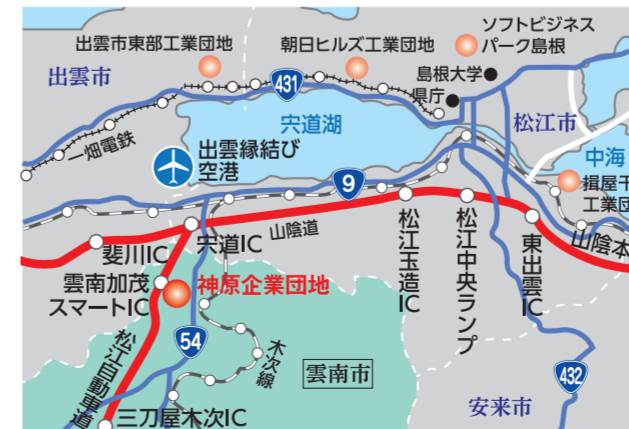 ソフトビジネス
パーク島根
出雲市東部工業団地
朝日ヒルズ工業団地
出雲市
島根大学
県庁
431
宍道湖
松江市
一畑電鉄
出雲縁結び
空港
中海
9
揖屋干
工業団
山陰道
斐川IC
宍道IC
松江玉造IC
松江中央ランプ
東出雲IC
山陰本
雲南加茂
スマートIC
神原企業団地
54
木次線
松江自動車道
雲南市
432
安来市
三刀屋木次IC